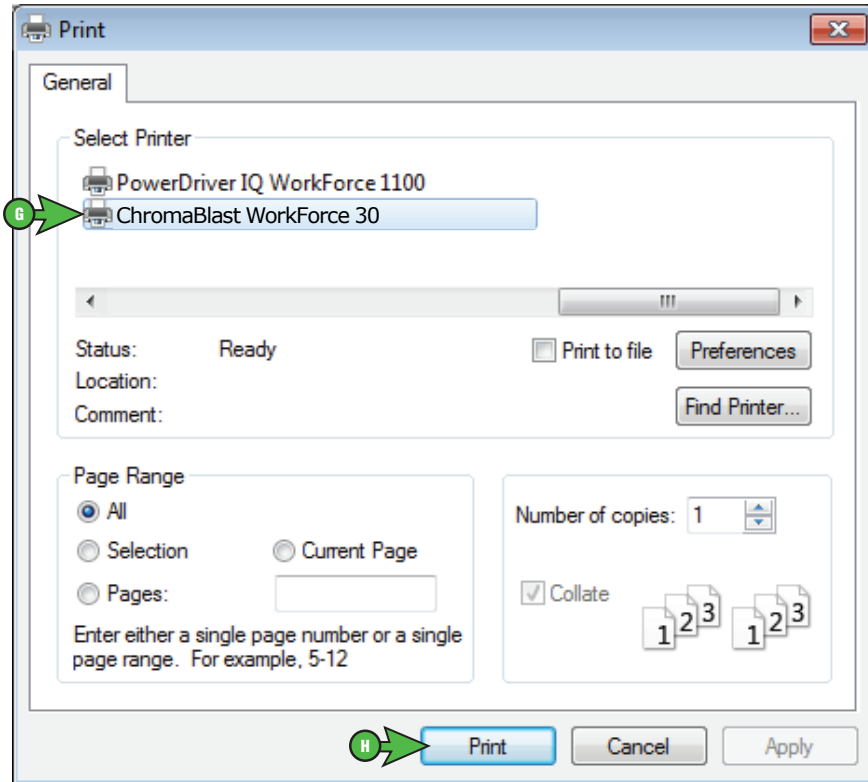 Print
General
Select Printer
PowerDriver IQ WorkForce 1100
G
ChromaBlast WorkForce 30
Status: Ready
Print to file
Preferences
Location:
Comment:
Find Printer...
Page Range
All
Selection
Current Page
Pages:
Enter either a single page number or a single
page range. For example, 5-12
Number of copies: 1
Collate
1 2 3 1 2 3
H
Print Cancel Apply